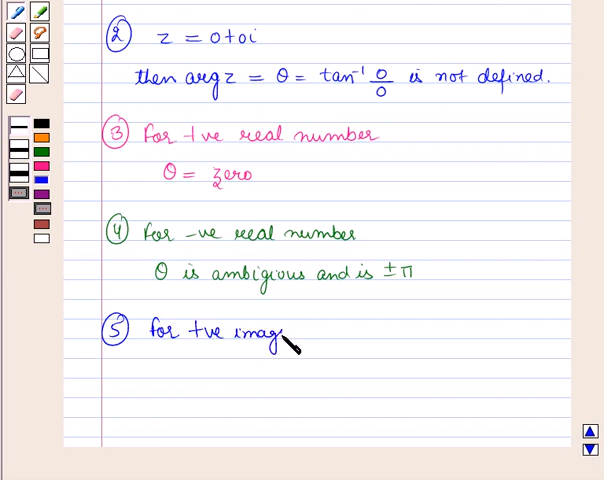 ② z = 0+0i
then arg z = θ = tan⁻¹ 0/0 is not defined.
③ For +ve real number
θ = zero
④ For -ve real number
θ is ambigious and is ±π
⑤ For +ve imag